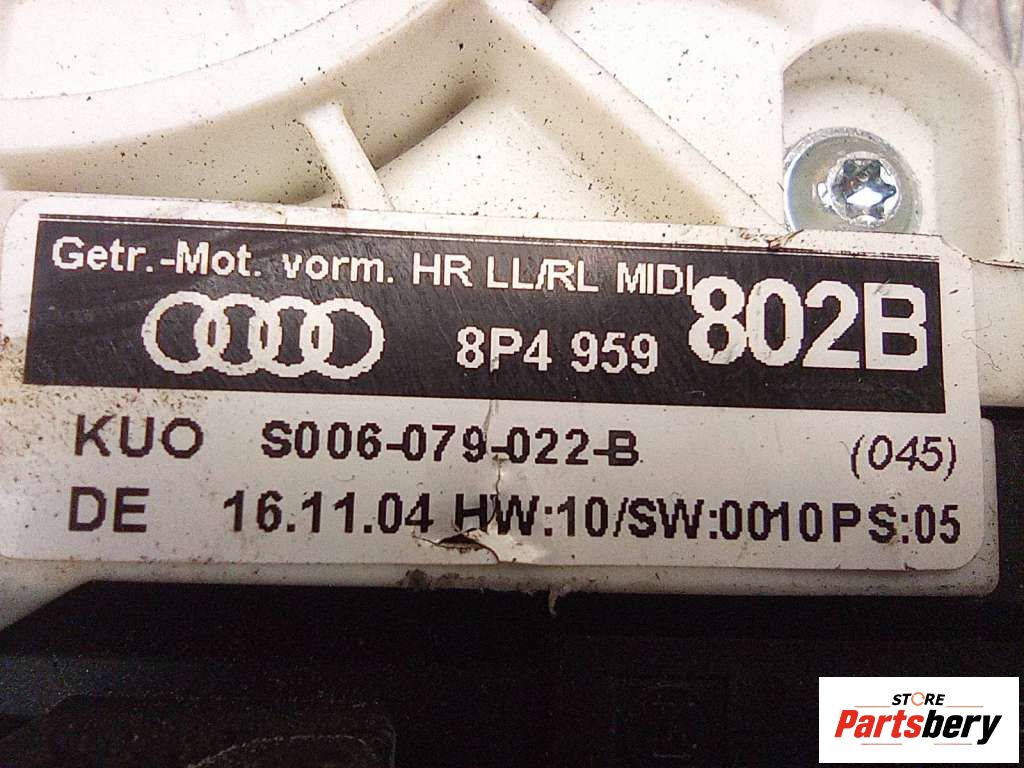 Getr.-Mot. vorm. HR LL/RL MIDI
8P4 959 802B
KUO S006-079-022-B (045)
DE 16.11.04 HW:10/SW:0010PS:05
STORE
Partsbery